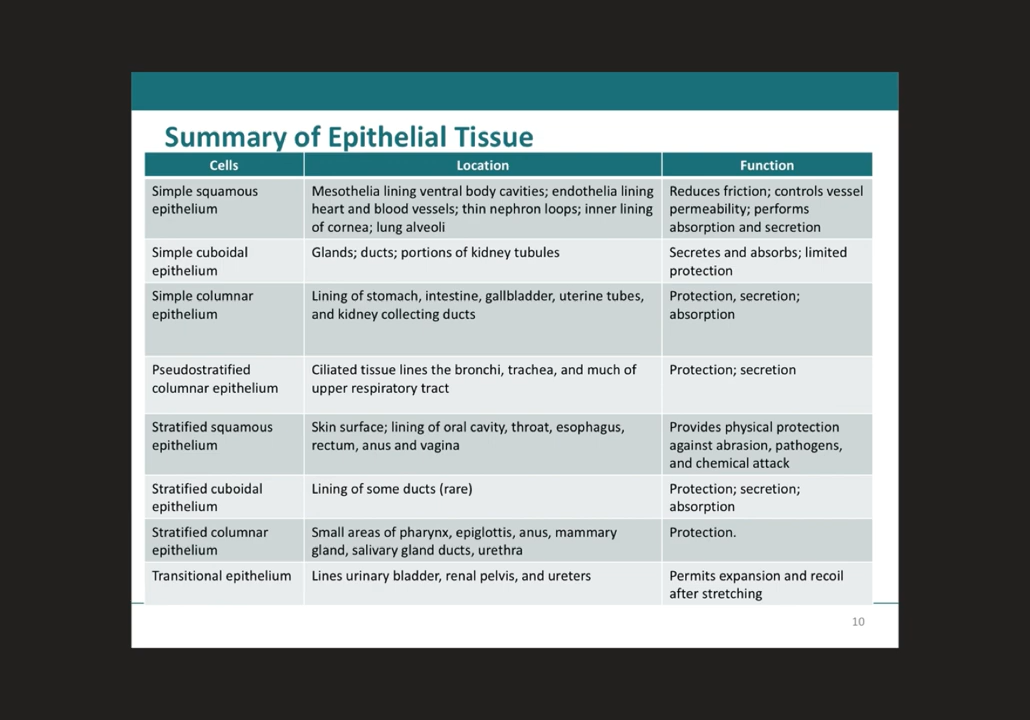 Summary of Epithelial Tissue
Cells
Location
Function
Simple squamous
epithelium
Mesothelia lining ventral body cavities; endothelia lining
heart and blood vessels; thin nephron loops; inner lining
of cornea; lung alveoli
Reduces friction; controls vessel
permeability; performs
absorption and secretion
Simple cuboidal
epithelium
Glands; ducts; portions of kidney tubules
Secretes and absorbs; limited
protection
Simple columnar
epithelium
Lining of stomach, intestine, gallbladder, uterine tubes,
and kidney collecting ducts
Protection, secretion;
absorption
Pseudostratified
columnar epithelium
Ciliated tissue lines the bronchi, trachea, and much of
upper respiratory tract
Protection; secretion
Stratified squamous
epithelium
Skin surface; lining of oral cavity, throat, esophagus,
rectum, anus and vagina
Provides physical protection
against abrasion, pathogens,
and chemical attack
Stratified cuboidal
epithelium
Lining of some ducts (rare)
Protection; secretion;
absorption
Stratified columnar
epithelium
Small areas of pharynx, epiglottis, anus, mammary
gland, salivary gland ducts, urethra
Protection.
Transitional epithelium
Lines urinary bladder, renal pelvis, and ureters
Permits expansion and recoil
after stretching
10